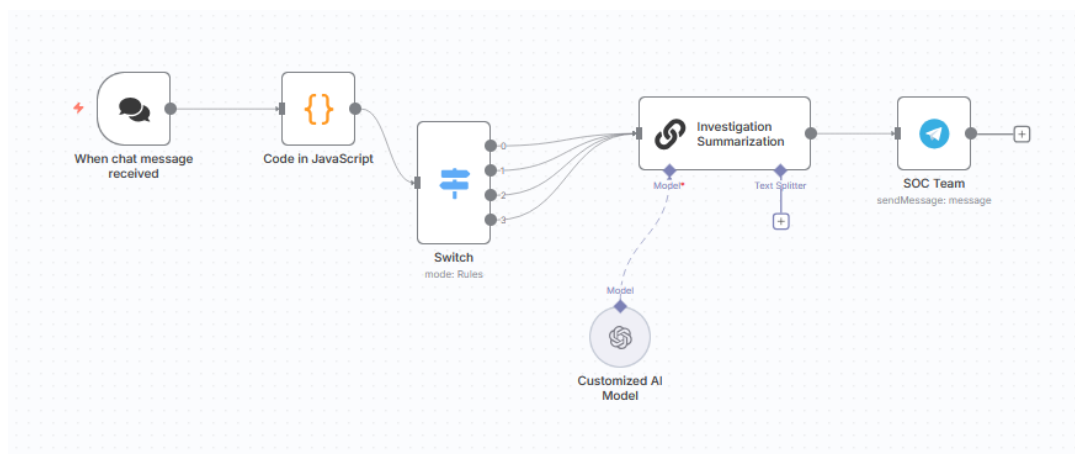 When chat message
received
Code in JavaScript
0
1
2
3
Switch
mode: Rules
Investigation
Summarization
Model*
Text Splitter
SOC Team
sendMessage: message
Model
Customized AI
Model